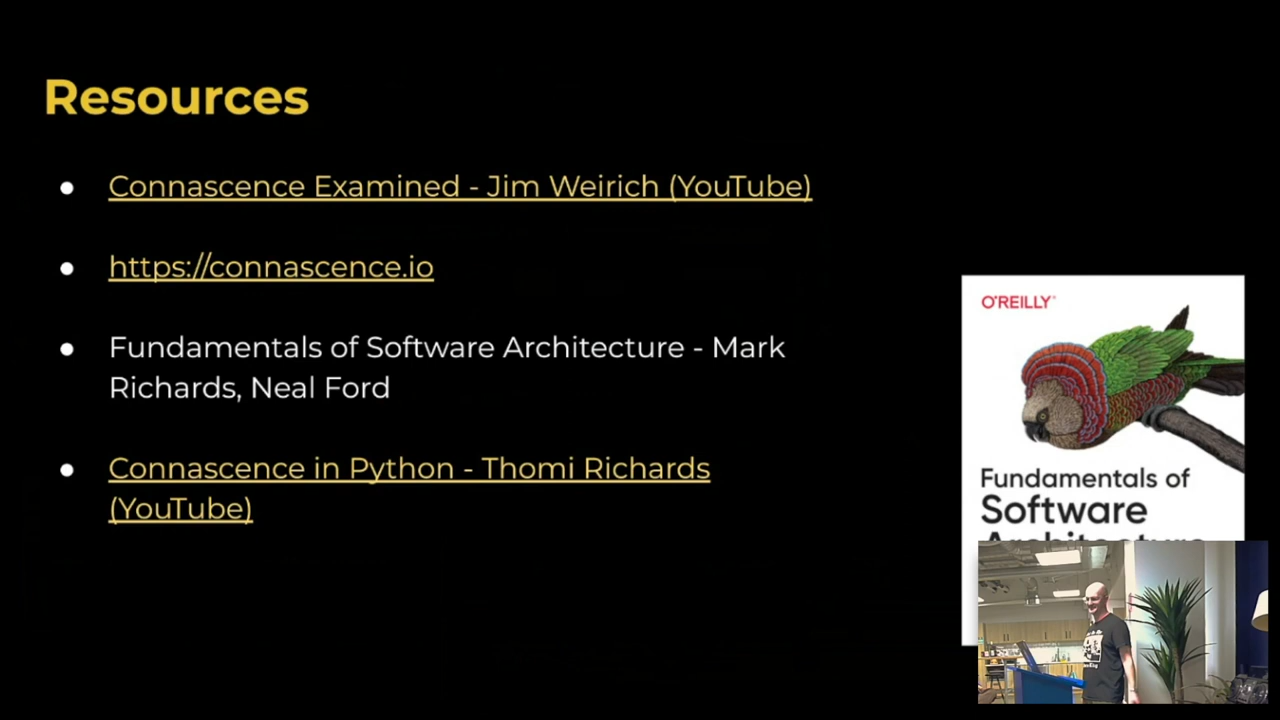 Resources
Connascence Examined - Jim Weirich (YouTube)
https://connascence.io
Fundamentals of Software Architecture - Mark
Richards, Neal Ford
Connascence in Python - Thomi Richards
(YouTube)
O'REILLY
Fundamentals of
Software
Architecture